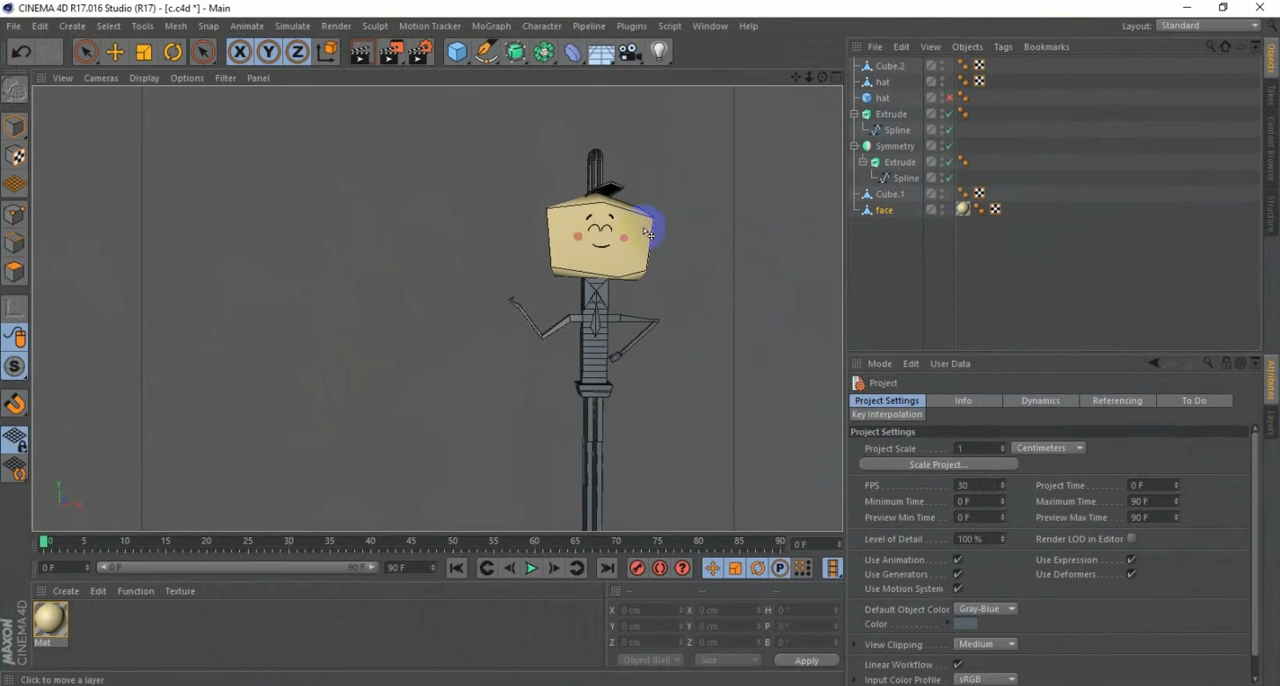 CINEMA 4D R17.016 Studio (R17) - [c.c4d *] - Main
File Edit Create Select Tools Mesh Snap Animate Simulate Render Sculpt Motion Tracker MoGraph Character Pipeline Plugins Script Window Help
Layout: Standard
X Y Z
File Edit View Objects Tags Bookmarks
View Cameras Display Options Filter Panel
Cube.2
hat
hat
Extrude
Spline
Symmetry
Extrude
Spline
Cube.1
face
Objects
Takes
Content Browser
Structure
Mode Edit User Data
Project
Project Settings Info Dynamics Referencing To Do
Key Interpolation
Project Settings
Project Scale 1 Centimeters
Scale Project...
FPS 30 Project Time 0 F
Minimum Time 0 F Maximum Time 90 F
Preview Min Time 0 F Preview Max Time 90 F
Level of Detail 100 % Render LOD in Editor
Use Animation Use Expression
Use Generators Use Deformers
Use Motion System
Default Object Color Gray-Blue
Color
View Clipping Medium
Linear Workflow
Input Color Profile sRGB
Attributes
Layers
0 5 10 15 20 25 30 35 40 45 50 55 60 65 70 75 80 85 90 0 F
0 F 0 F 90 F 90 F
Create Edit Function Texture
Mat
X 0 cm X 0 cm H 0 °
Y 0 cm Y 0 cm P 0 °
Z 0 cm Z 0 cm B 0 °
Object (Rel) Size Apply
MAXON
CINEMA 4D
Click to move a layer